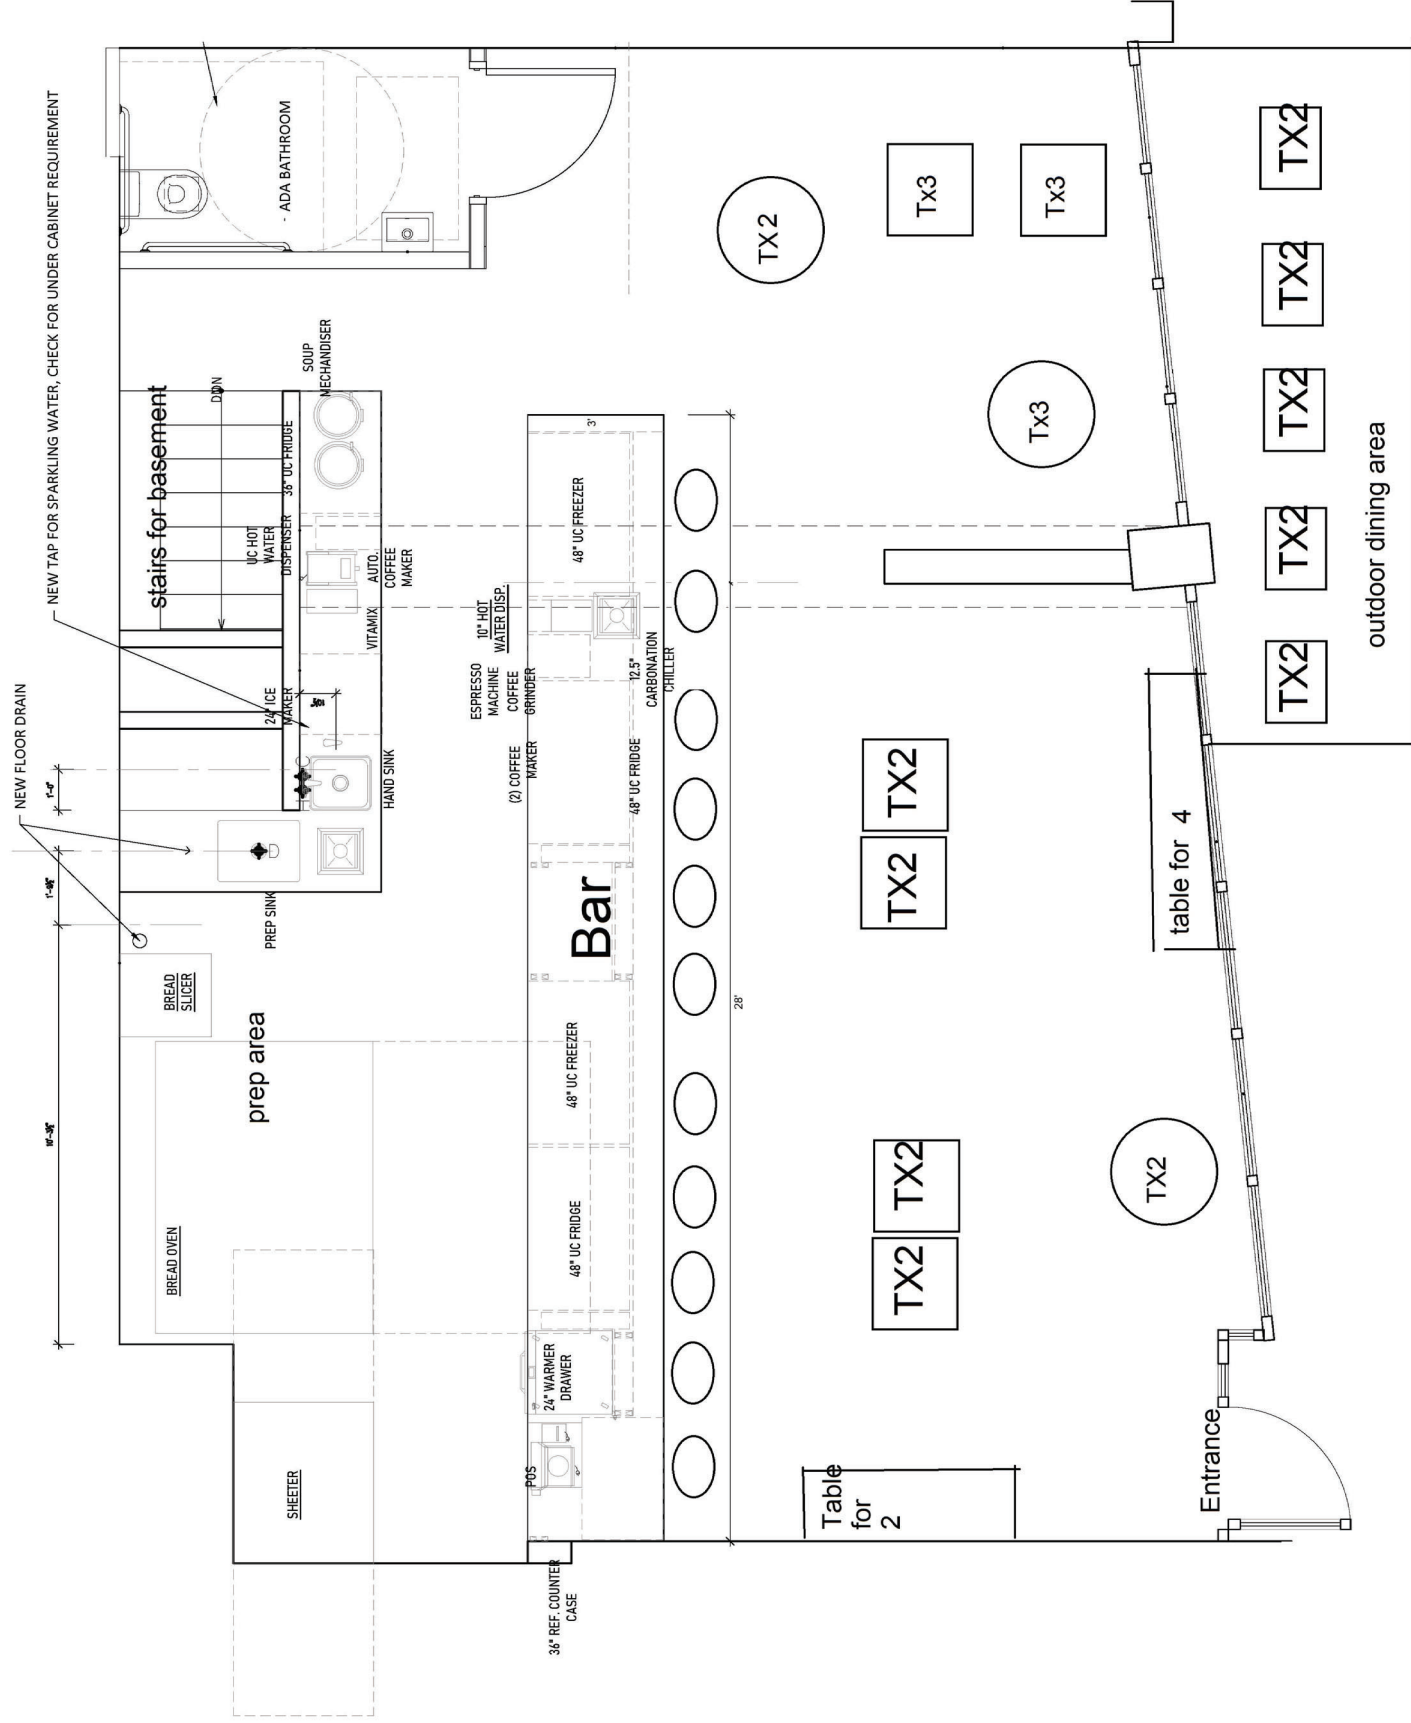 NEW TAP FOR SPARKLING WATER, CHECK FOR UNDER CABINET REQUIREMENT
NEW FLOOR DRAIN
- ADA BATHROOM
stairs for basement
SOUP
MECHANDISER
36" UC FRIDGE
UC HOT
WATER
DISPENSER
AUTO.
COFFEE
MAKER
VITAMIX
24" ICE
MAKER
HAND SINK
PREP SINK
1'-0"
BREAD
SLICER
prep area
BREAD OVEN
SHEETER
3'
48" UC FREEZER
10" HOT
WATER DISP.
ESPRESSO
MACHINE
COFFEE
GRINDER
12.5"
CARBONATION
CHILLER
(2) COFFEE
MAKER
48" UC FRIDGE
Bar
48" UC FREEZER
48" UC FRIDGE
24" WARMER
DRAWER
POS
36" REF. COUNTER
CASE
28'
TX2
Tx3
Tx3
Tx3
TX2
TX2
TX2
TX2
TX2
Table
for
2
table for 4
Entrance
TX2
TX2
TX2
TX2
TX2
outdoor dining area